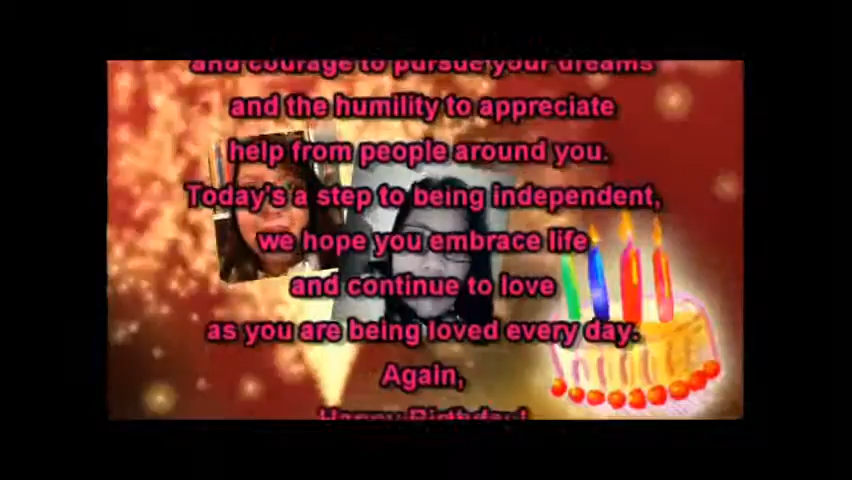 and courage to pursue your dreams
and the humility to appreciate
help from people around you.
Today's a step to being independent,
we hope you embrace life
and continue to love
as you are being loved every day.
Again,
Happy Birthday!